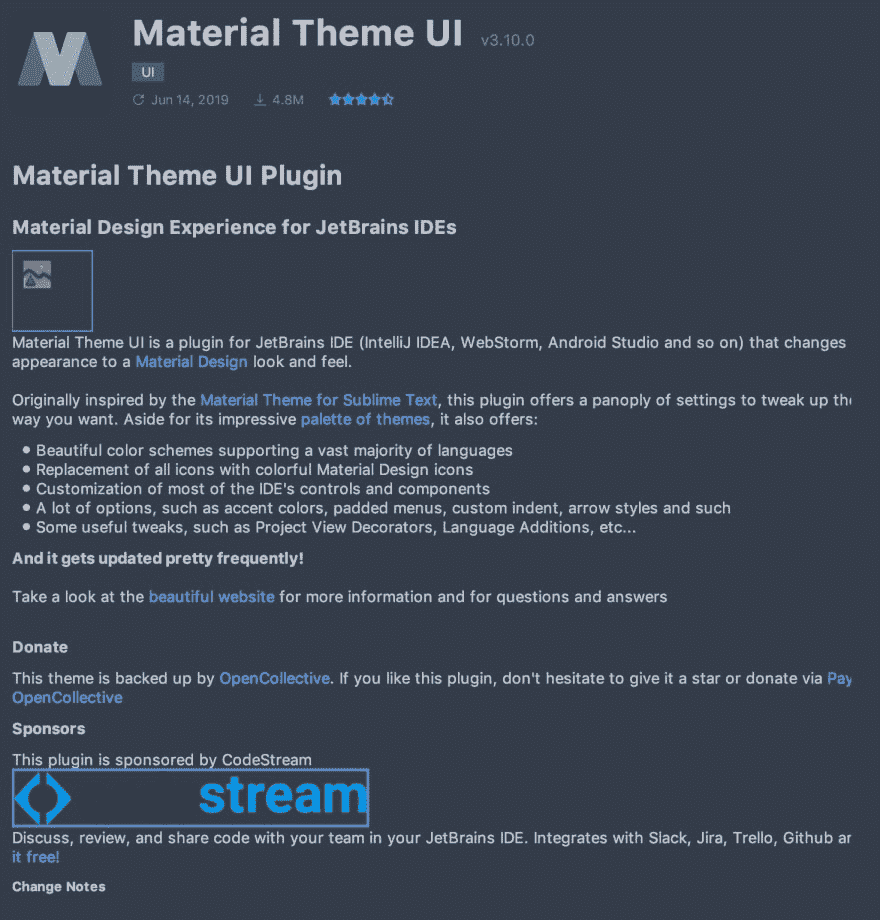 Material Theme UI v3.10.0
UI
Jun 14, 2019 4.8M
Material Theme UI Plugin
Material Design Experience for JetBrains IDEs
Material Theme UI is a plugin for JetBrains IDE (IntelliJ IDEA, WebStorm, Android Studio and so on) that changes
appearance to a Material Design look and feel.
Originally inspired by the Material Theme for Sublime Text, this plugin offers a panoply of settings to tweak up the
way you want. Aside for its impressive palette of themes, it also offers:
● Beautiful color schemes supporting a vast majority of languages
● Replacement of all icons with colorful Material Design icons
● Customization of most of the IDE's controls and components
● A lot of options, such as accent colors, padded menus, custom indent, arrow styles and such
● Some useful tweaks, such as Project View Decorators, Language Additions, etc...
And it gets updated pretty frequently!
Take a look at the beautiful website for more information and for questions and answers
Donate
This theme is backed up by OpenCollective. If you like this plugin, don't hesitate to give it a star or donate via Pay
OpenCollective
Sponsors
This plugin is sponsored by CodeStream
stream
Discuss, review, and share code with your team in your JetBrains IDE. Integrates with Slack, Jira, Trello, Github
it free!
Change Notes